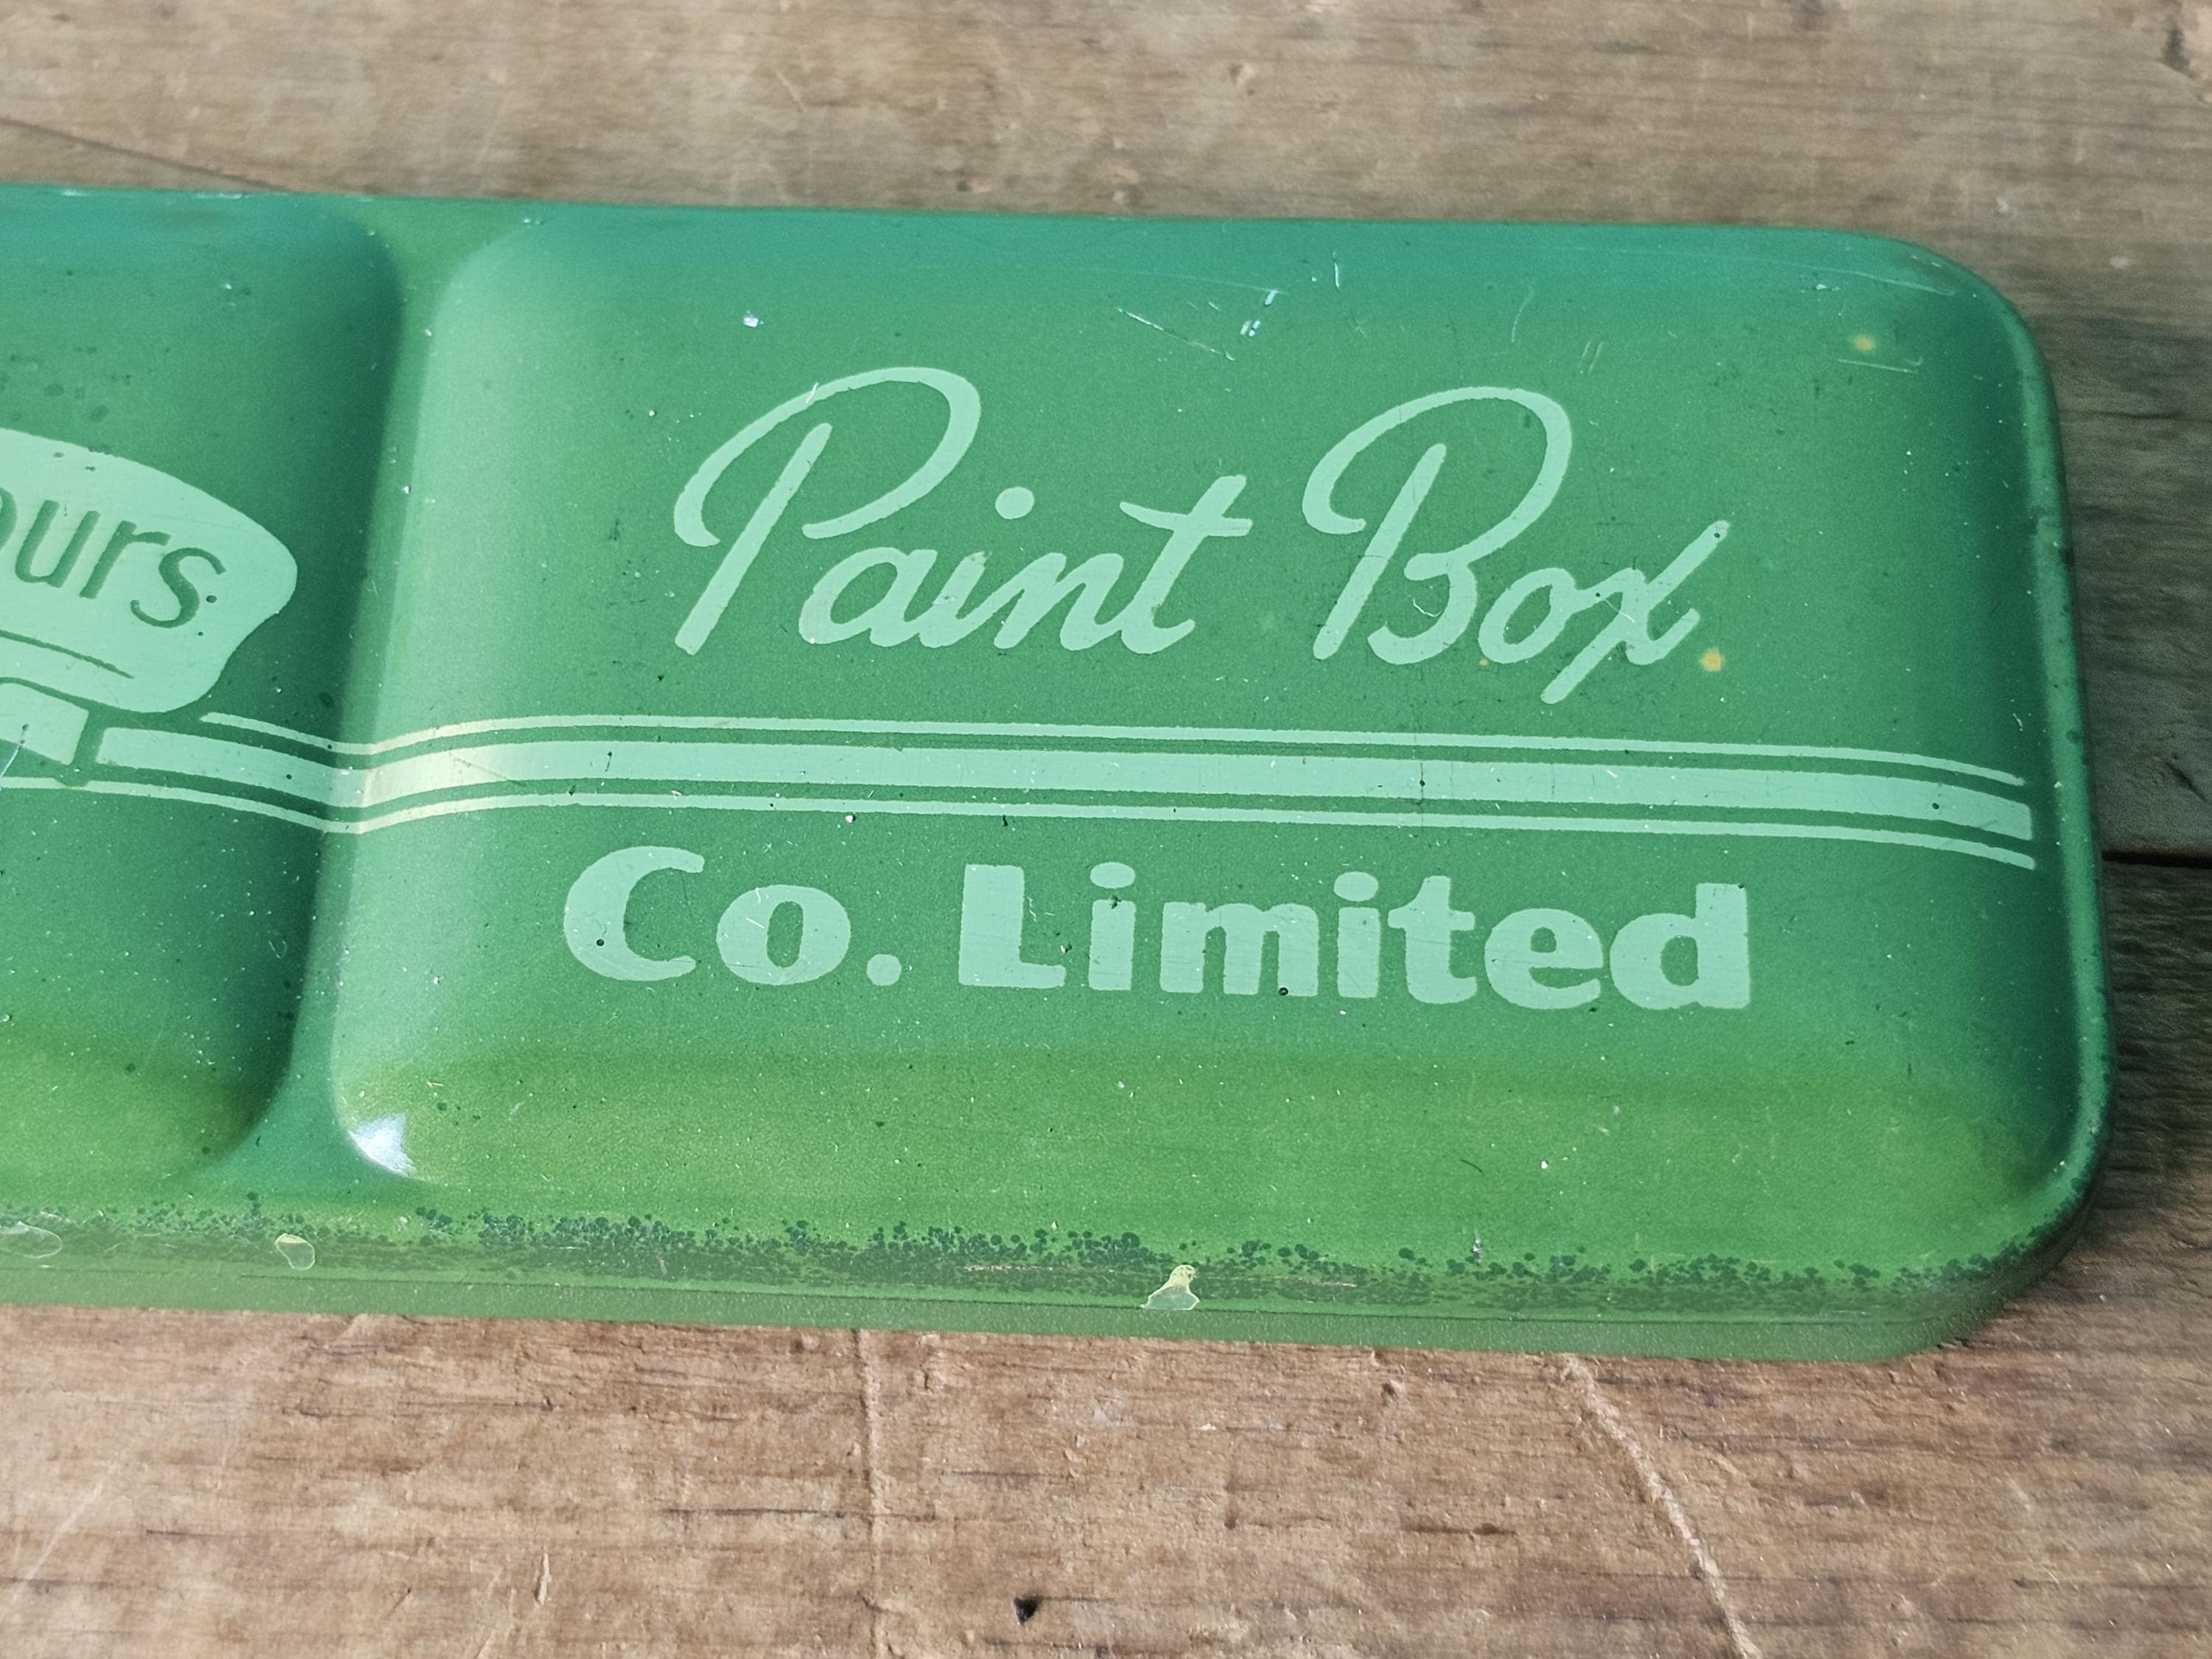 ours
Paint Box
Co. Limited